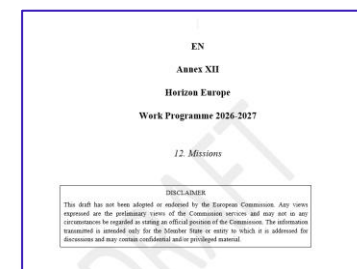 EN
Annex XII
Horizon Europe
Work Programme 2026-2027
12. Missions
DISCLAIMER
This draft has not been adopted or endorsed by the European Commission. Any views
expressed are the preliminary views of the Commission services and may not in any
circumstances be regarded as stating an official position of the Commission. The information
transmitted is intended only for the Member State or entity to which it is addressed for
discussions and may contain confidential and/or privileged material.
DRAFT